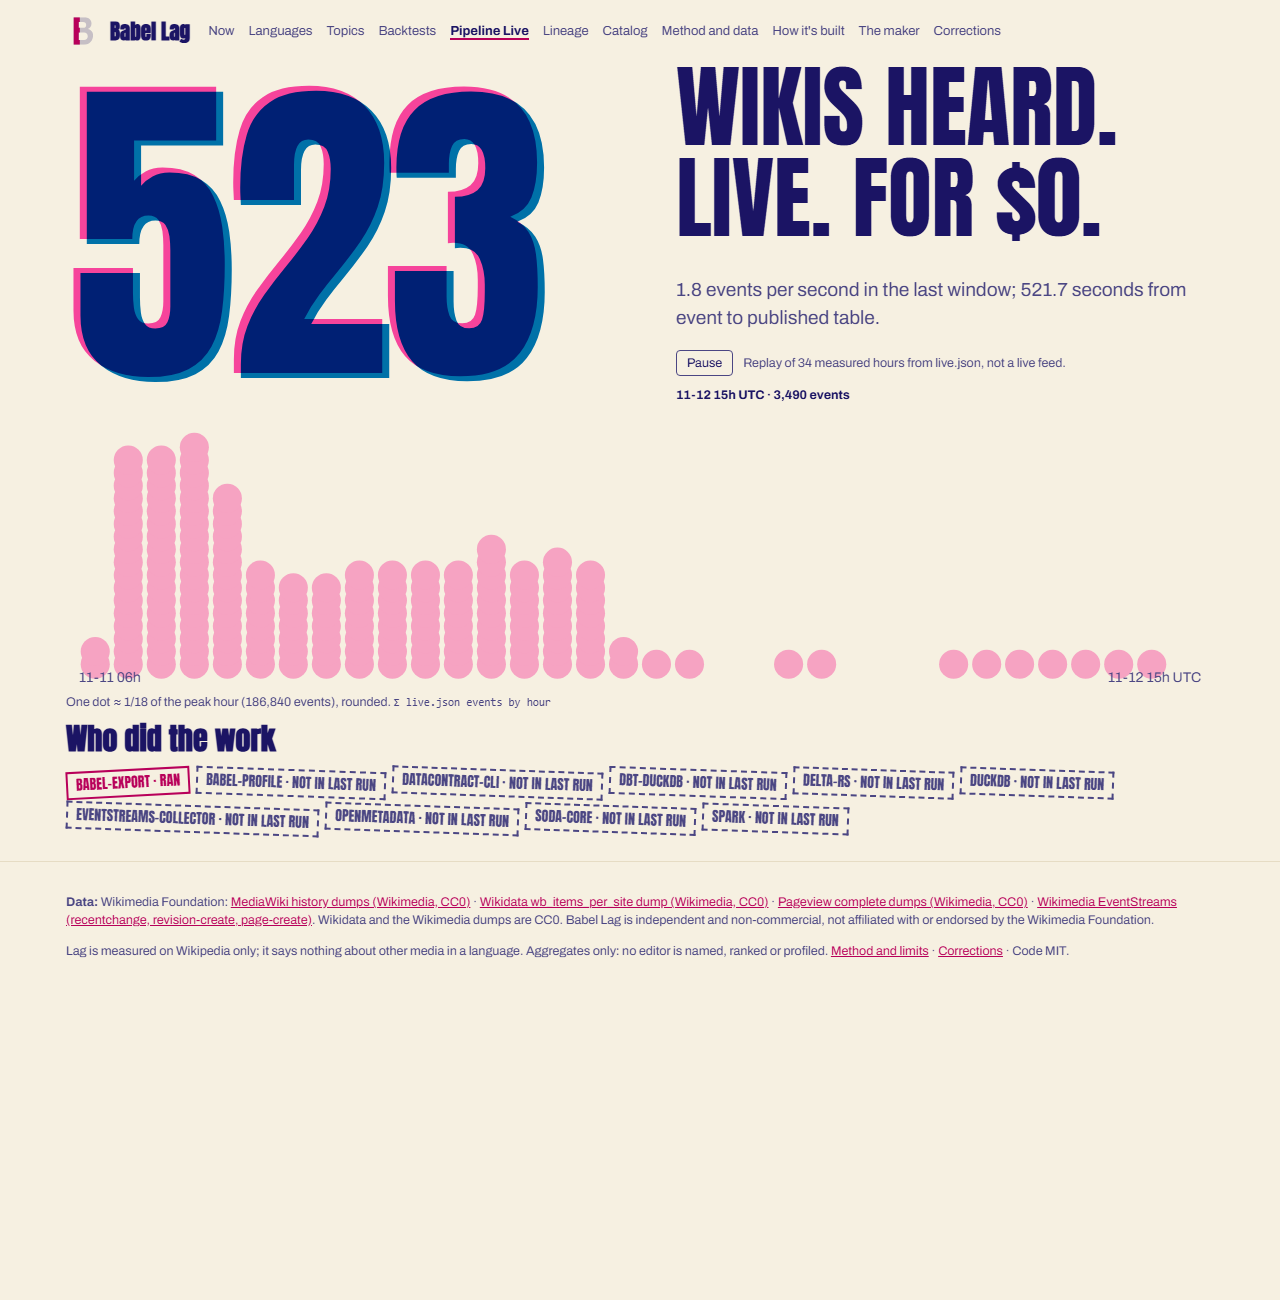 B Babel Lag Now Languages Topics Backtests Pipeline Live Lineage Catalog Method and data How it's built The maker Corrections
523
WIKIS HEARD.
LIVE. FOR $0.
1.8 events per second in the last window; 521.7 seconds from
event to published table.
Pause Replay of 34 measured hours from live.json, not a live feed.
11-12 15h UTC · 3,490 events
11-11 06h 11-12 15h UTC
One dot ≈ 1/18 of the peak hour (186,840 events), rounded. Σ live.json events by hour
Who did the work
BABEL-EXPORT · RAN BABEL-PROFILE · NOT IN LAST RUN DATACONTRACT-CLI · NOT IN LAST RUN DBT-DUCKDB · NOT IN LAST RUN DELTA-RS · NOT IN LAST RUN DUCKDB · NOT IN LAST RUN
EVENTSTREAMS-COLLECTOR · NOT IN LAST RUN OPENMETADATA · NOT IN LAST RUN SODA-CORE · NOT IN LAST RUN SPARK · NOT IN LAST RUN
Data: Wikimedia Foundation: MediaWiki history dumps (Wikimedia, CC0) · Wikidata wb_items_per_site dump (Wikimedia, CC0) · Pageview complete dumps (Wikimedia, CC0) · Wikimedia EventStreams
(recentchange, revision-create, page-create). Wikidata and the Wikimedia dumps are CC0. Babel Lag is independent and non-commercial, not affiliated with or endorsed by the Wikimedia Foundation.
Lag is measured on Wikipedia only; it says nothing about other media in a language. Aggregates only: no editor is named, ranked or profiled. Method and limits · Corrections · Code MIT.